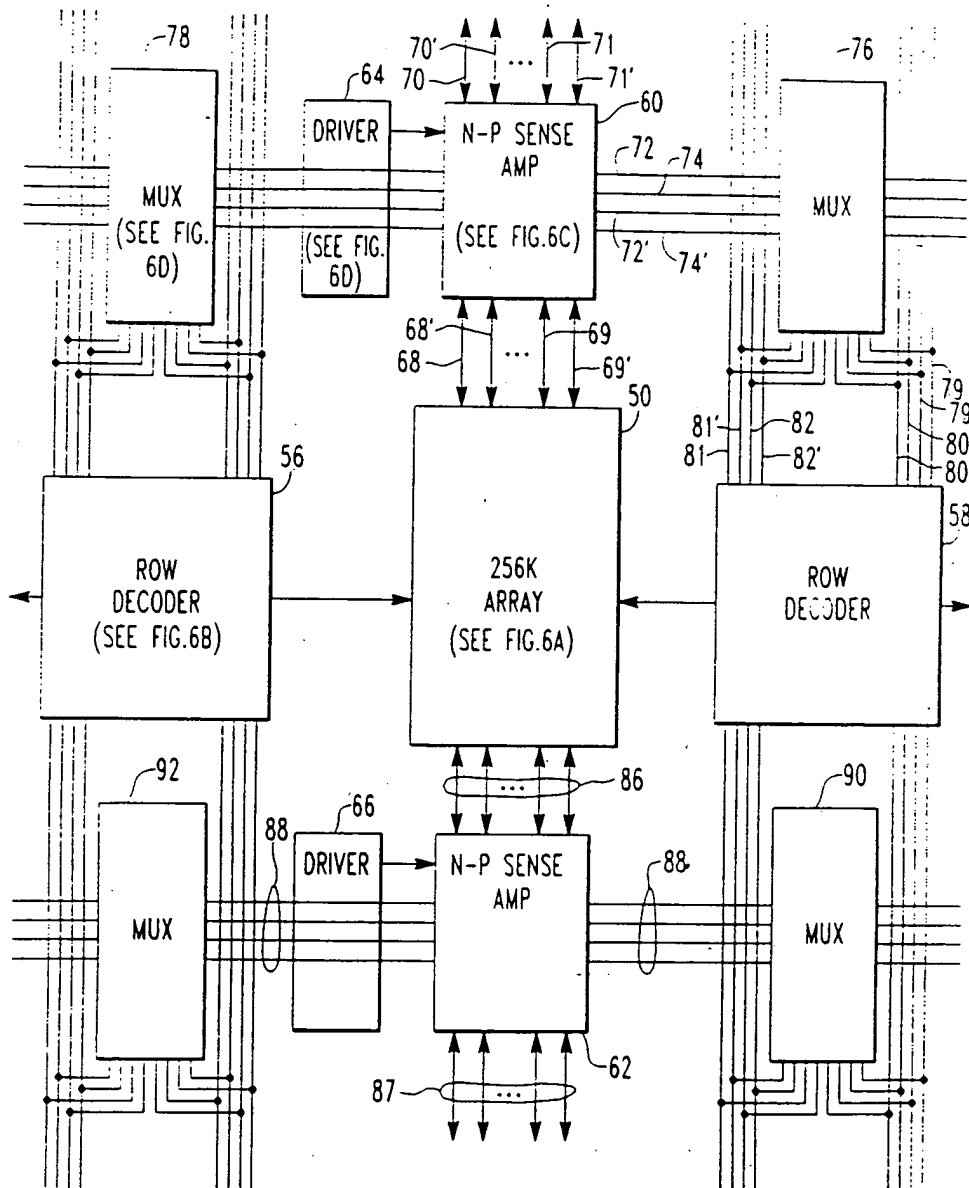 78
70'
70
71
71'
76
64
60
DRIVER
N-P SENSE
AMP
72
74
MUX
(SEE FIG.
6D)
(SEE FIG.
6D)
(SEE FIG.6C)
72'
74'
MUX
68'
68
69
69'
50
79
79
80
80
81'
81
82
82'
56
58
ROW
DECODER
(SEE FIG.6B)
256K
ARRAY
(SEE FIG.6A)
ROW
DECODER
92
86
90
66
88
DRIVER
N-P SENSE
AMP
88
MUX
MUX
62
87